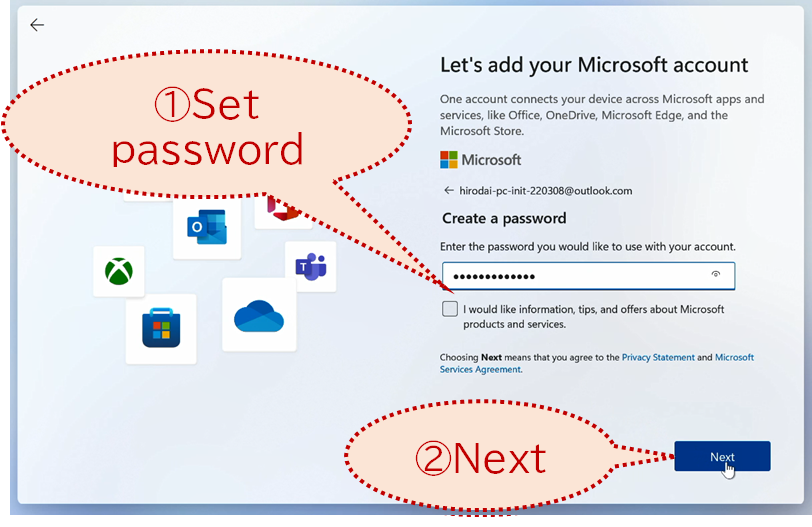 Let's add your Microsoft account
One account connects your device across Microsoft apps and
services, like Office, OneDrive, Microsoft Edge, and the
Microsoft Store.
Microsoft
← hirodai-pc-init-220308@outlook.com
Create a password
Enter the password you would like to use with your account.
●●●●●●●●●●●●●
I would like information, tips, and offers about Microsoft
products and services.
Choosing Next means that you agree to the Privacy Statement and Microsoft
Services Agreement.
Next
①Set
password
②Next